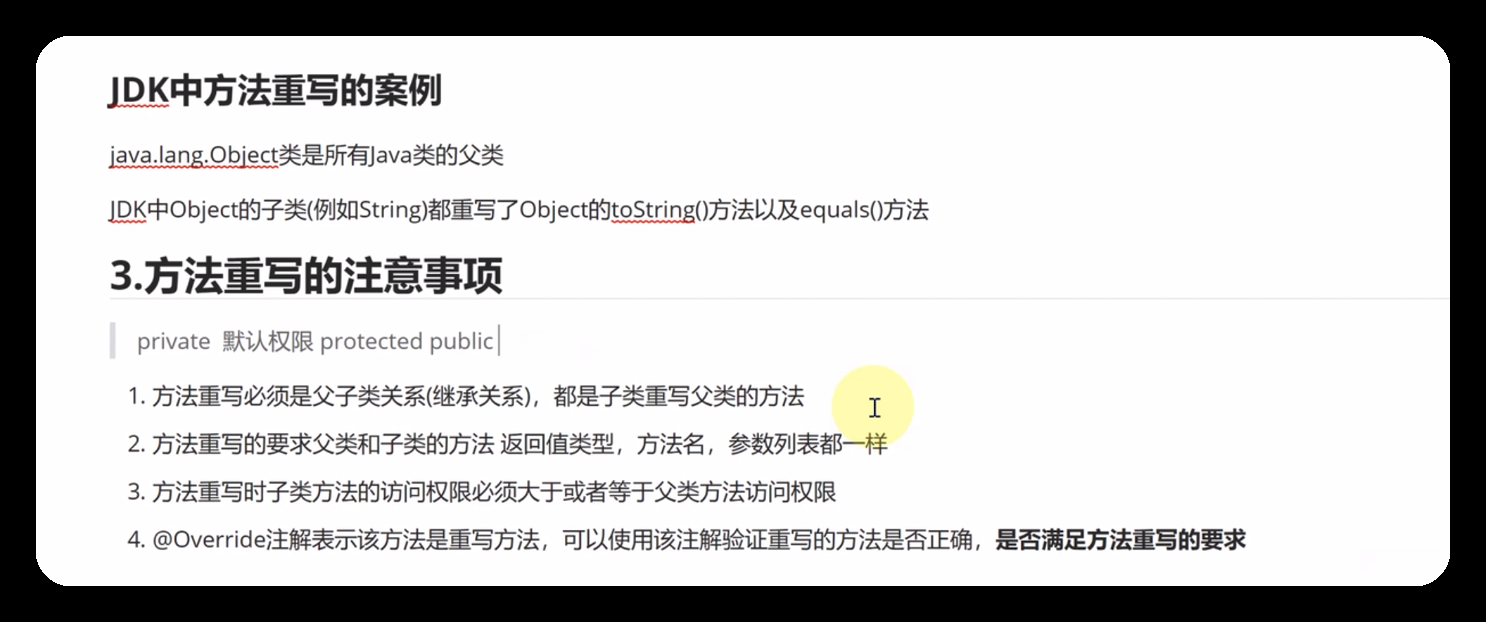 JDK中方法重写的案例
java.lang.Object类是所有Java类的父类
JDK中Object的子类(例如String)都重写了Object的toString()方法以及equals()方法
3.方法重写的注意事项
private 默认权限 protected public
1. 方法重写必须是父子类关系(继承关系)，都是子类重写父类的方法
2. 方法重写的要求父类和子类的方法 返回值类型，方法名，参数列表都一样
3. 方法重写时子类方法的访问权限必须大于或者等于父类方法访问权限
4. @Override注解表示该方法是重写方法，可以使用该注解验证重写的方法是否正确，是否满足方法重写的要求